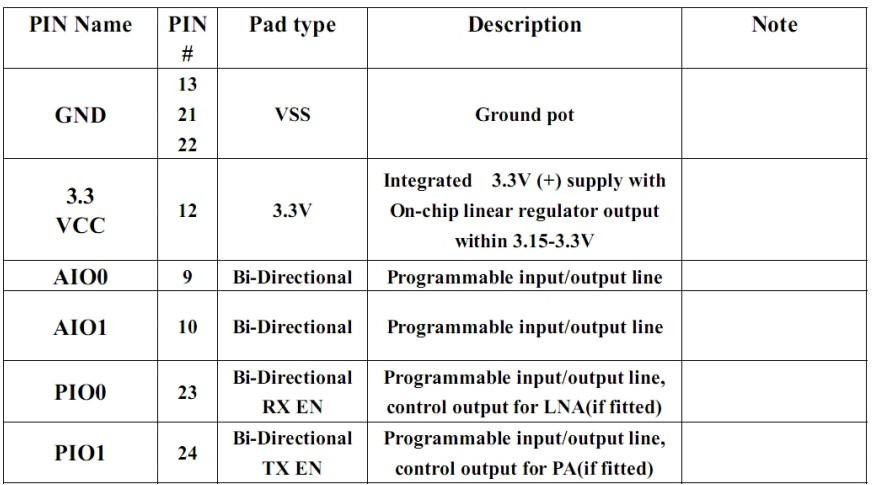 PIN Name PIN # Pad type Description Note
GND 13 21 22 VSS Ground pot
3.3 VCC 12 3.3V Integrated 3.3V (+) supply with On-chip linear regulator output within 3.15-3.3V
AIO0 9 Bi-Directional Programmable input/output line
AIO1 10 Bi-Directional Programmable input/output line
PIO0 23 Bi-Directional RX EN Programmable input/output line, control output for LNA(if fitted)
PIO1 24 Bi-Directional TX EN Programmable input/output line, control output for PA(if fitted)